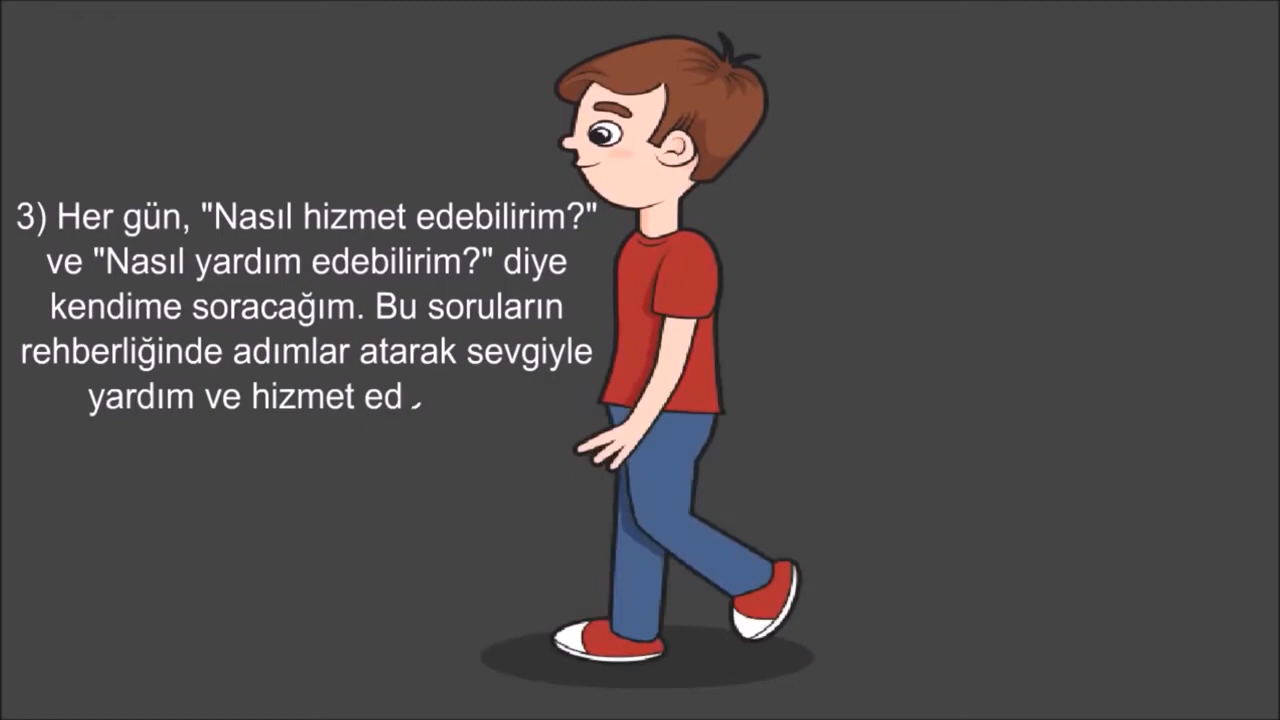 3) Her gün, "Nasıl hizmet edebilirim?"
ve "Nasıl yardım edebilirim?" diye
kendime soracağım. Bu soruların
rehberliğinde adımlar atarak sevgiyle
yardım ve hizmet ed